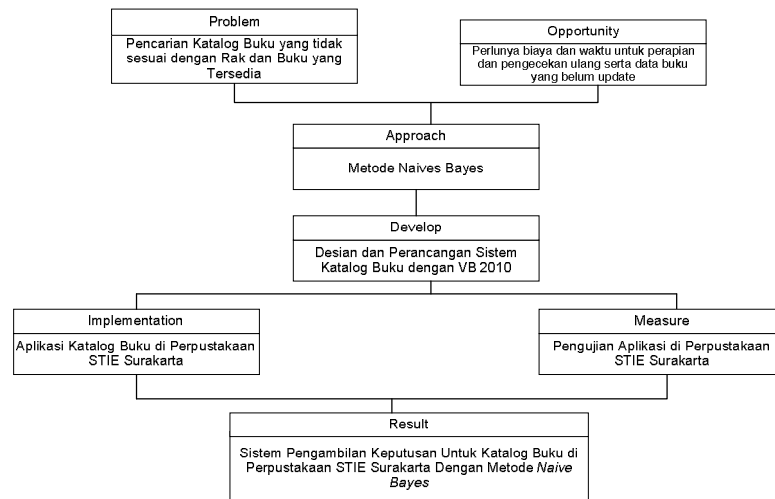 Problem
Pencarian Katalog Buku yang tidak
sesuai dengan Rak dan Buku yang
Tersedia
Opportunity
Perlunya biaya dan waktu untuk perapian
dan pengecekan ulang serta data buku
yang belum update
Approach
Metode Naives Bayes
Develop
Desian dan Perancangan Sistem
Katalog Buku dengan VB 2010
Implementation
Aplikasi Katalog Buku di Perpustakaan
STIE Surakarta
Measure
Pengujian Aplikasi di Perpustakaan
STIE Surakarta
Result
Sistem Pengambilan Keputusan Untuk Katalog Buku di
Perpustakaan STIE Surakarta Dengan Metode Naive
Bayes